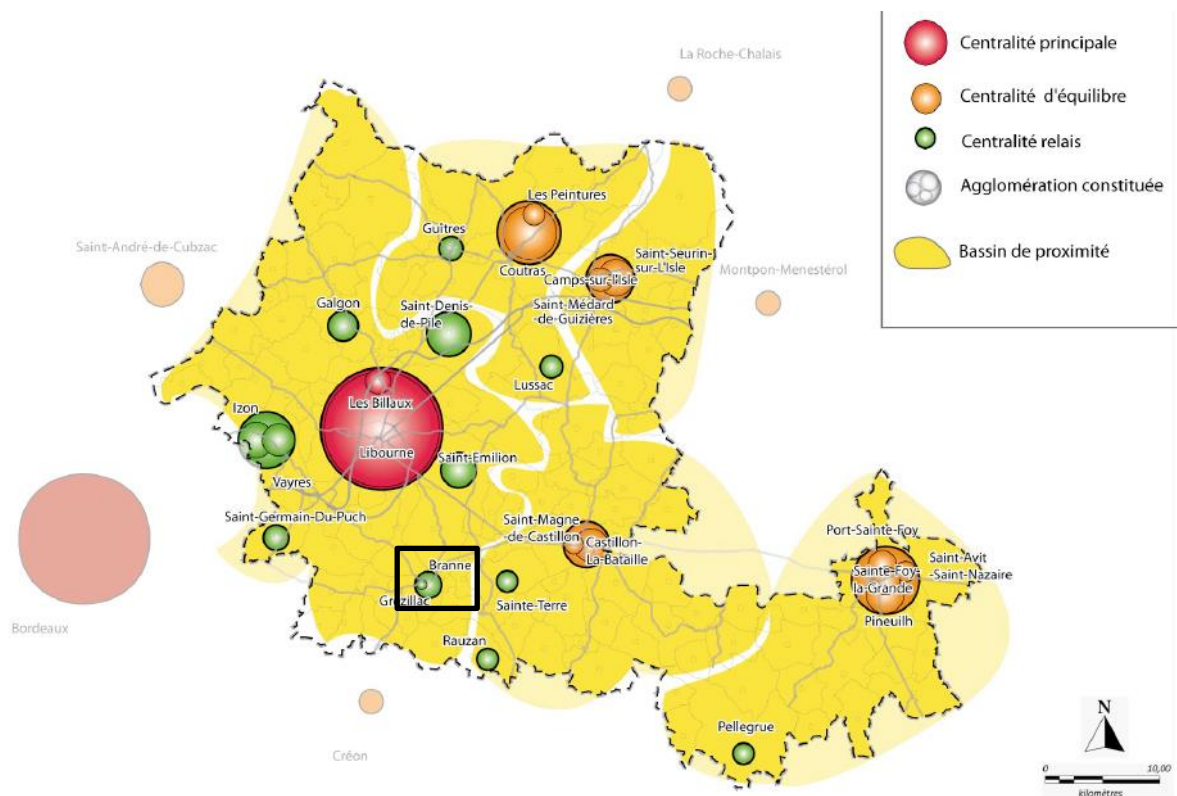 La Roche-Chalais
Centralité principale
Centralité d'équilibre
Centralité relais
Agglomération constituée
Bassin de proximité
Les Peintures
Guîtres
Saint-André-de-Cubzac
Coutras
Saint-Seurin-
sur-L'Isle
Camps-sur-l'Isle
Montpon-Menestérol
Galgon
Saint-Denis-
de-Pile
Saint-Médard
-de-Guizières
Lussac
Les Billaux
Izon
Libourne
Saint-Emilion
Vayres
Saint-Germain-Du-Puch
Saint-Magne
-de-Castillon
Castillon-
La-Bataille
Port-Sainte-Foy
Saint-Avit
-Saint-Nazaire
Sainte-Foy-
la-Grande
Pineuilh
Branne
Grézillac
Sainte-Terre
Bordeaux
Rauzan
Pellegrue
Créon
N
0 10,00
kilomètres